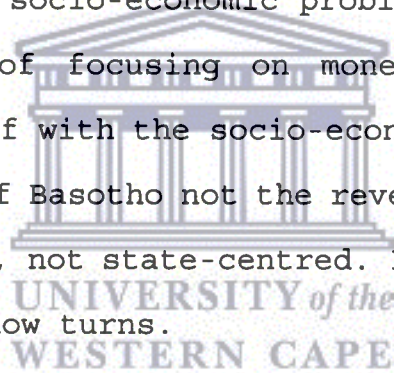 socio-economic probl
of focusing on mone
f with the socio-econ
f Basotho not the reve
, not state-centred.
UNIVERSITY of the
ow turns.
WESTERN CAPE